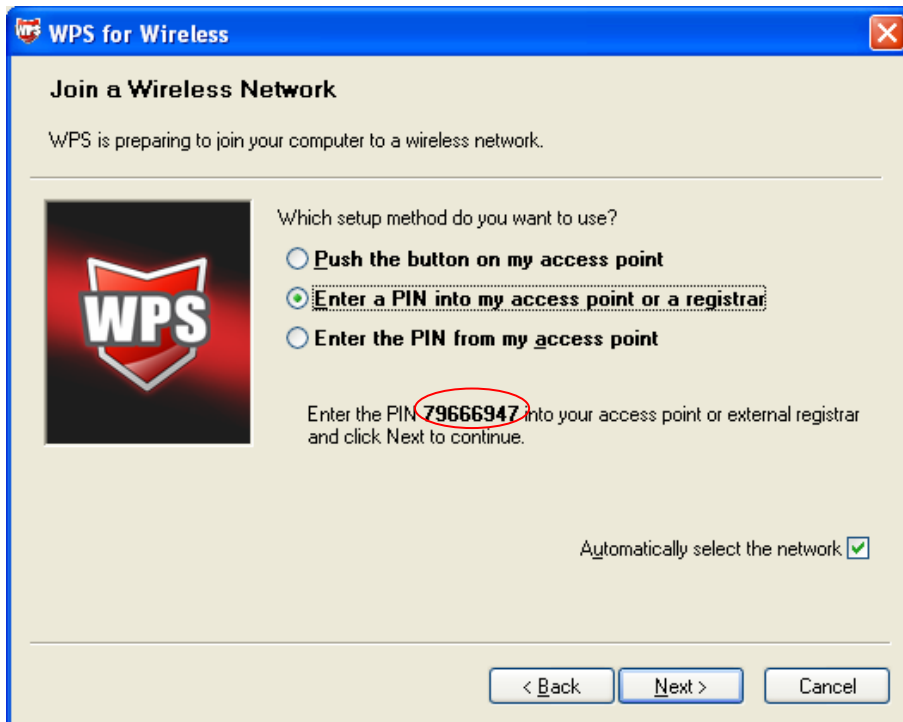 WPS WPS for Wireless
Join a Wireless Network
WPS is preparing to join your computer to a wireless network.
WPS
Which setup method do you want to use?
Push the button on my access point
Enter a PIN into my access point or a registrar
Enter the PIN from my access point
Enter the PIN 79666947 into your access point or external registrar
and click Next to continue.
Automatically select the network
< Back
Next >
Cancel